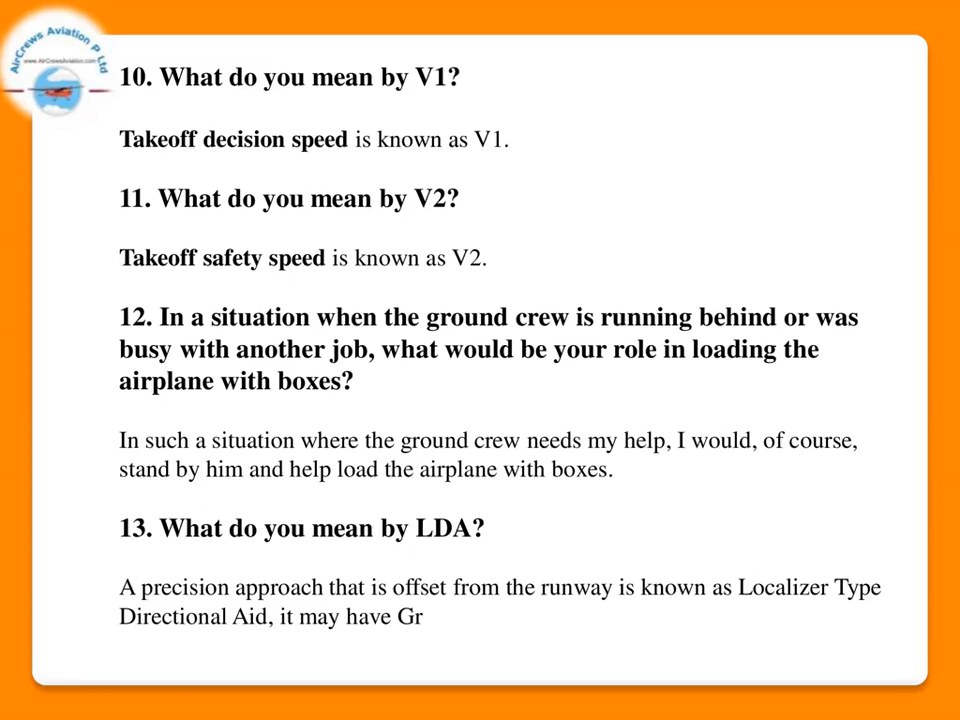 AirCrews Aviation P Ltd
www.AirCrewsAviation.com
10. What do you mean by V1?
Takeoff decision speed is known as V1.
11. What do you mean by V2?
Takeoff safety speed is known as V2.
12. In a situation when the ground crew is running behind or was
busy with another job, what would be your role in loading the
airplane with boxes?
In such a situation where the ground crew needs my help, I would, of course,
stand by him and help load the airplane with boxes.
13. What do you mean by LDA?
A precision approach that is offset from the runway is known as Localizer Type
Directional Aid, it may have Gr